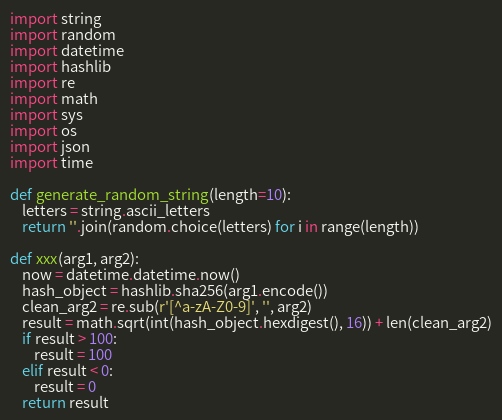 import string
import random
import datetime
import hashlib
import re
import math
import sys
import os
import json
import time

def generate_random_string(length=10):
    letters = string.ascii_letters
    return ''.join(random.choice(letters) for i in range(length))

def xxx(arg1, arg2):
    now = datetime.datetime.now()
    hash_object = hashlib.sha256(arg1.encode())
    clean_arg2 = re.sub(r'[^a-zA-Z0-9]', '', arg2)
    result = math.sqrt(int(hash_object.hexdigest(), 16)) + len(clean_arg2)
    if result > 100:
        result = 100
    elif result < 0:
        result = 0
    return result